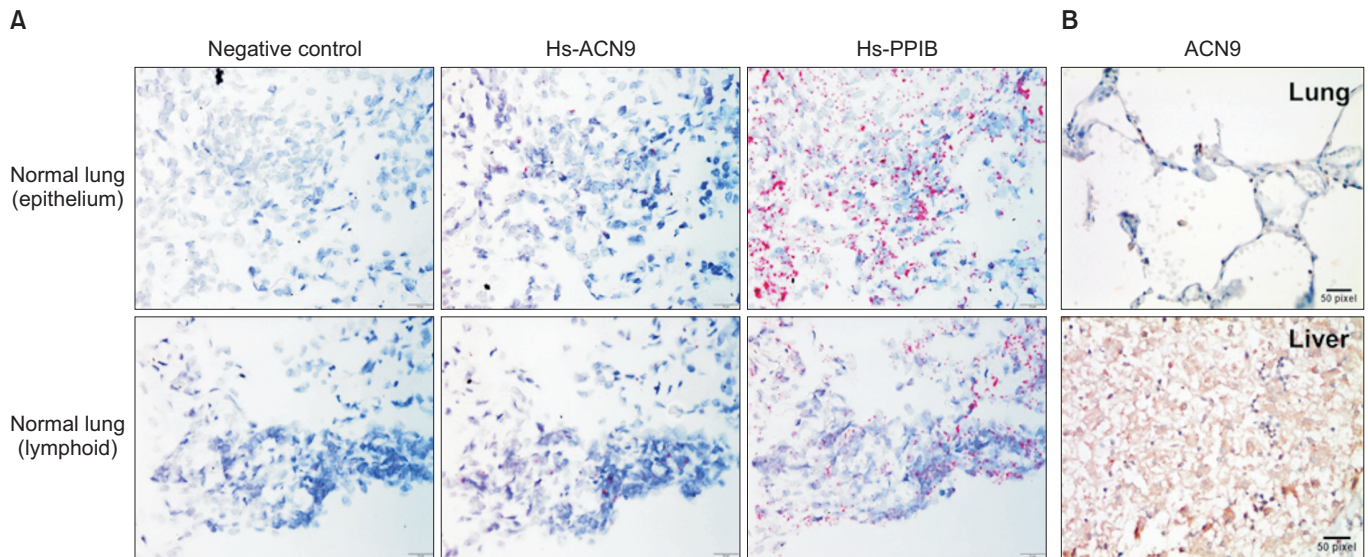 A
B
Negative control
Hs-ACN9
Hs-PPIB
ACN9
Normal lung
(epithelium)
Lung
50 pixel
Normal lung
(lymphoid)
Liver
50 pixel